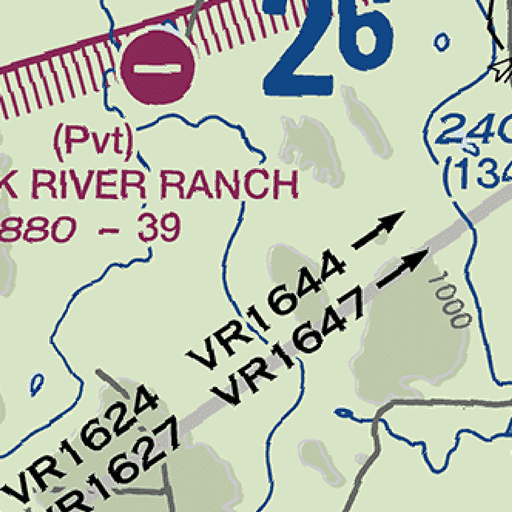 26
(Pvt)
K RIVER RANCH
880 - 39
240
(134
1000
VR1644
VR1647
VR1624
VR1627